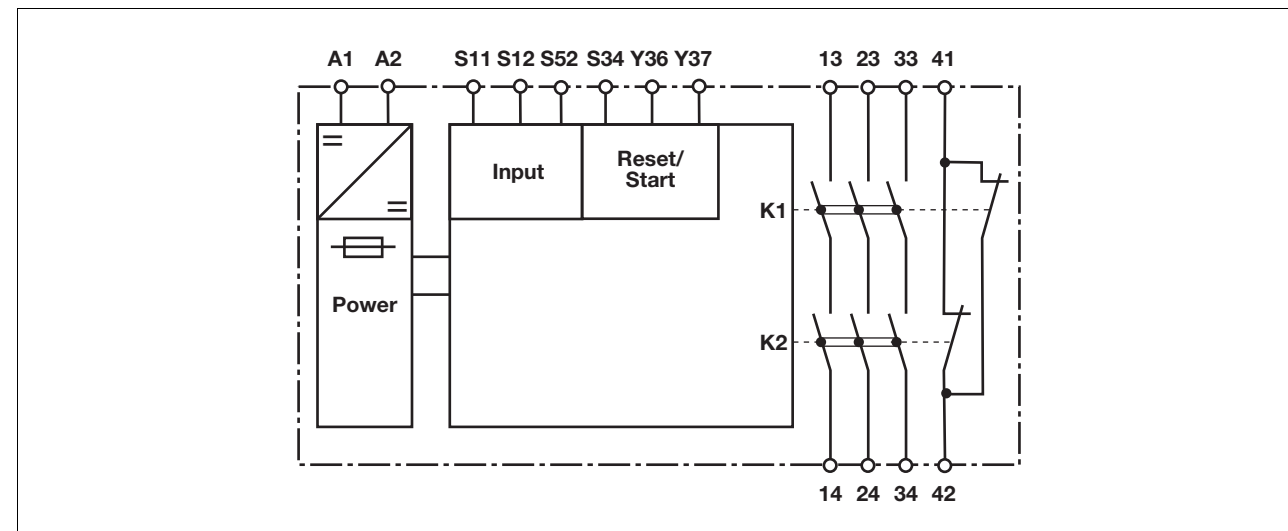 A1 A2 S11 S12 S52 S34 Y36 Y37 13 23 33 41
Input
Reset/
Start
K1
Power
K2
14 24 34 42